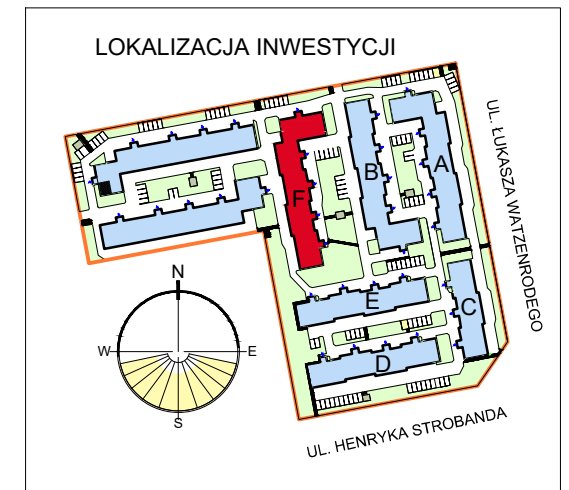 LOKALIZACJA INWESTYCJI
UL. ŁUKASZA WATZENRODEGO
A
B
F
C
E
D
N
W
E
S
UL. HENRYKA STROBANDA